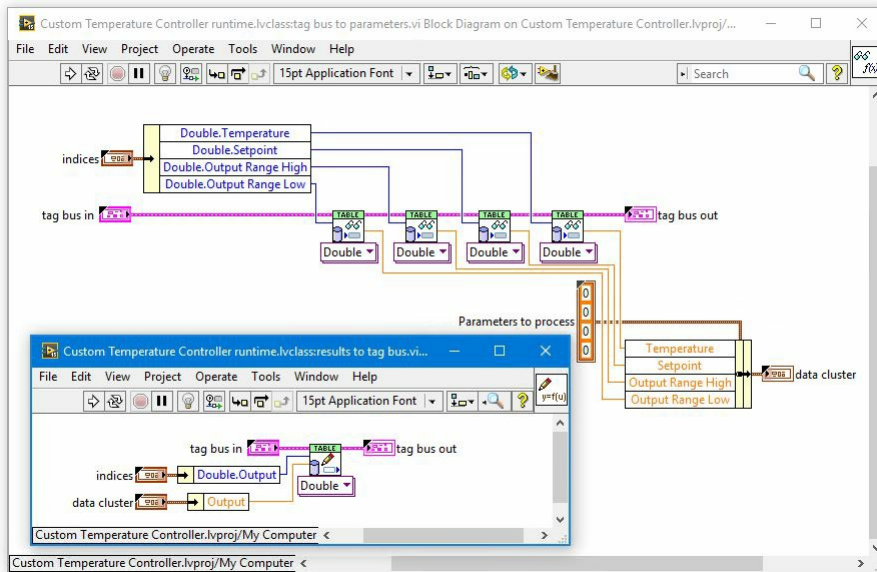 Custom Temperature Controller runtime.lvclass:tag bus to parameters.vi Block Diagram on Custom Temperature Controller.lvproj/...
File Edit View Project Operate Tools Window Help
15pt Application Font
Search
Double.Temperature
Double.Setpoint
indices
Double.Output Range High
Double.Output Range Low
tag bus in
TABLE TABLE TABLE TABLE
tag bus out
Double Double Double Double
0
0
0
0
Parameters to process
Temperature
Setpoint
data cluster
Output Range High
Output Range Low
Custom Temperature Controller runtime.lvclass:results to tag bus.vi...
File Edit View Project Operate Tools Window Help
15pt Application Font
y=f(u)
tag bus in
TABLE
tag bus out
indices
Double.Output
Double
data cluster
Output
Custom Temperature Controller.lvproj/My Computer
Custom Temperature Controller.lvproj/My Computer